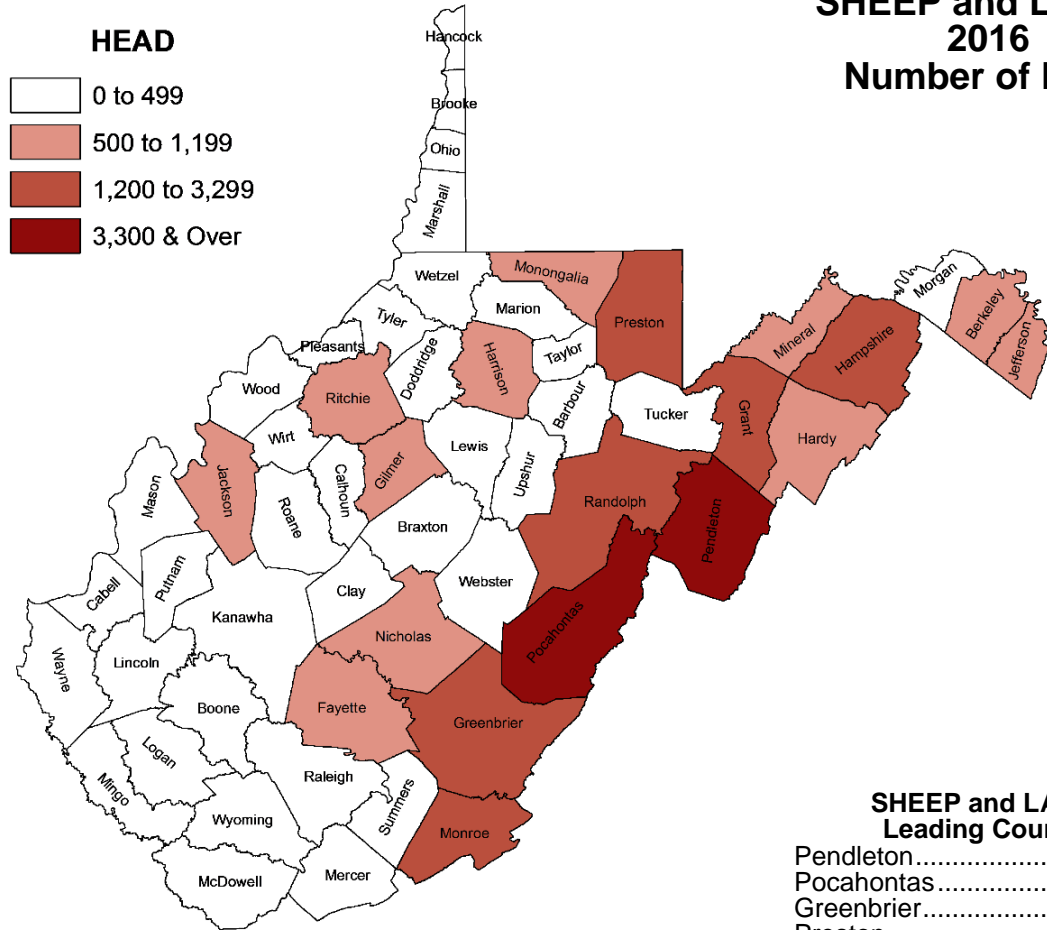 SHEEP and
2016
Number of
HEAD
0 to 499
500 to 1,199
1,200 to 3,299
3,300 & Over
Hancock
Brooke
Ohio
Marshall
Wetzel
Monongalia
Marion
Preston
Tyler
Pleasants
Doddridge
Harrison
Taylor
Morgan
Berkeley
Jefferson
Mineral
Hampshire
Wood
Ritchie
Barbour
Tucker
Grant
Hardy
Wirt
Lewis
Upshur
Gilmer
Calhoun
Jackson
Mason
Roane
Randolph
Pendleton
Braxton
Putnam
Cabell
Clay
Webster
Kanawha
Pocahontas
Nicholas
Wayne
Lincoln
Boone
Fayette
Greenbrier
Logan
Mingo
Raleigh
Summers
Wyoming
Monroe
McDowell
Mercer
SHEEP and
Leading
Pendleton...................
Pocahontas................
Greenbrier..................